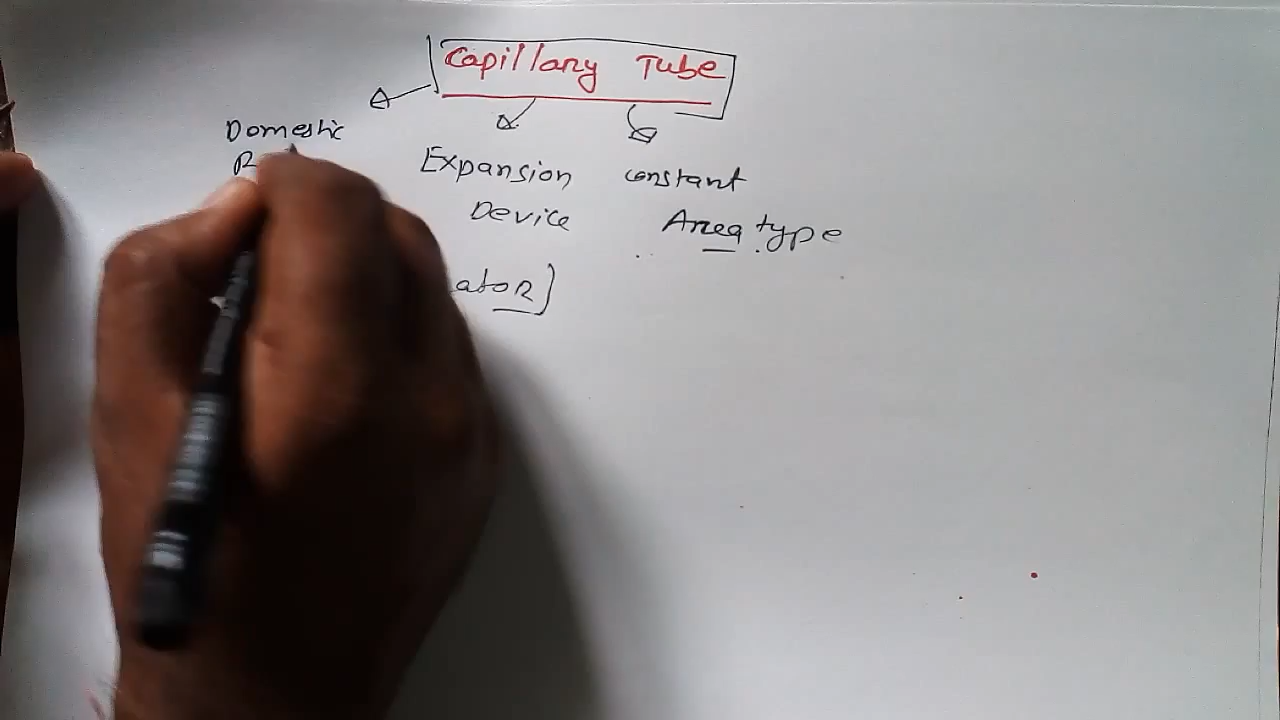 Capillary Tube
Domestic
Expansion
Device
constant
Area type
ator)